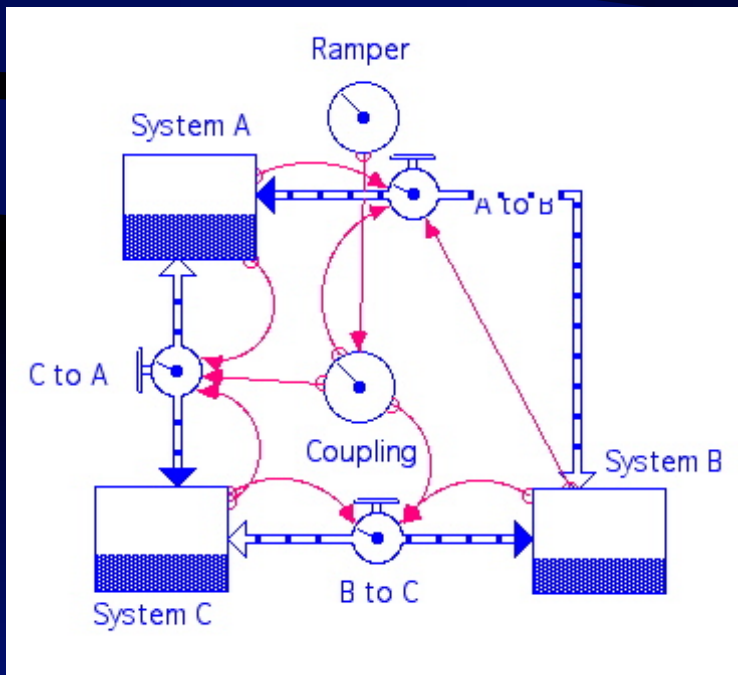 Ramper
System A
A to B
C to A
Coupling
System B
B to C
System C